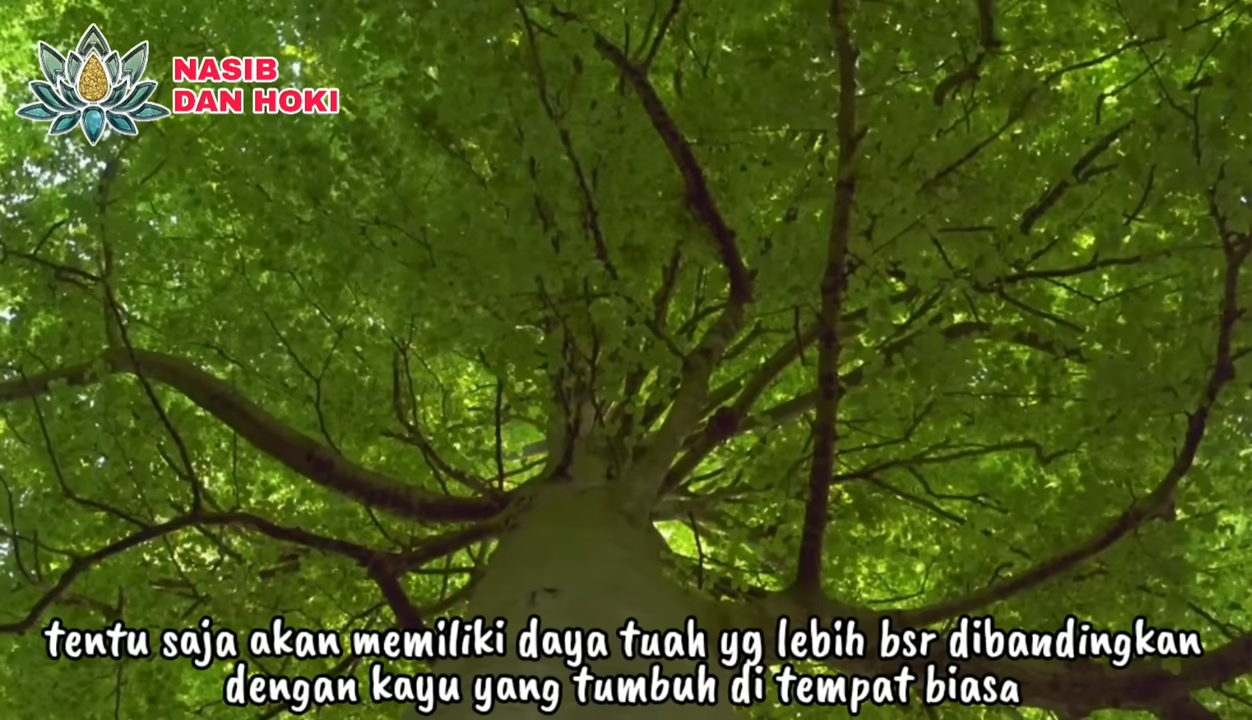 NASIB
DAN HOKI
tentu saja akan memiliki daya tuah yg lebih bsr dibandingkan
dengan kayu yang tumbuh di tempat biasa